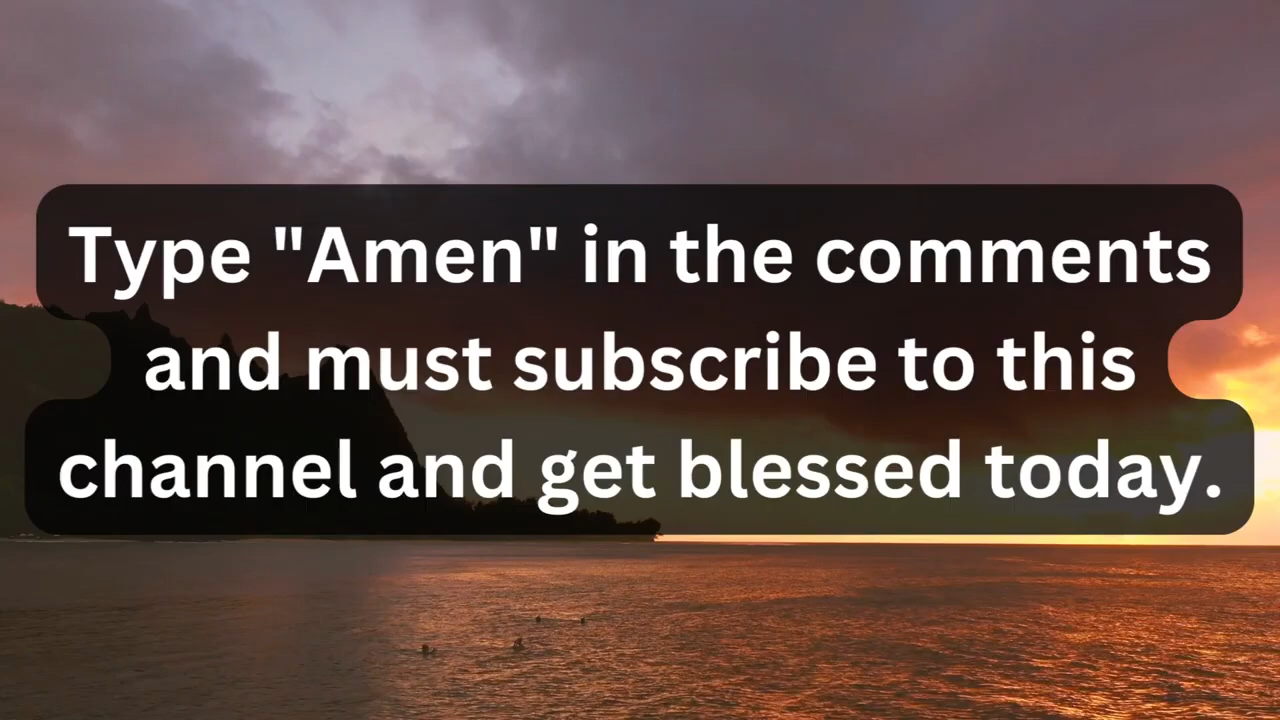 Type "Amen" in the comments
and must subscribe to this
channel and get blessed today.